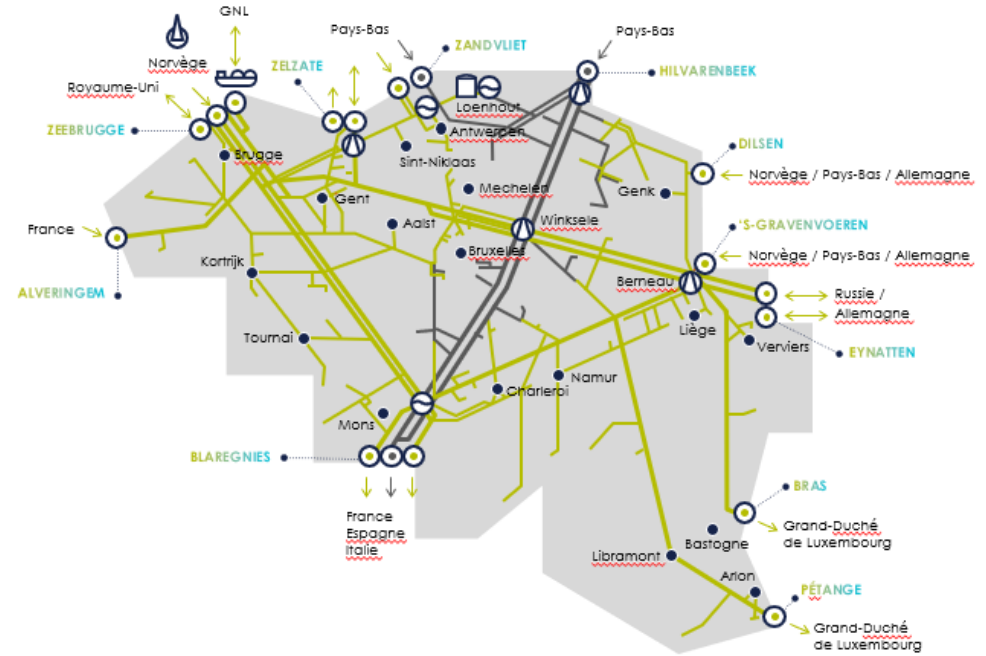 GNL
Pays-Bas
ZANDVLIET
Pays-Bas
Norvège
ZELZATE
HILVARENBEEK
Royaume-Uni
Loenhout
ZEEBRUGGE
Antwerpen
Brugge
Sint-Niklaas
DILSEN
Norvège / Pays-Bas / Allemagne
Mechelen
Genk
Gent
Aalst
Winksele
'S-GRAVENVOEREN
France
Bruxelles
Norvège / Pays-Bas / Allemagne
Kortrijk
Berneau
ALVERINGEM
Russie /
Allemagne
Liège
Tournai
Verviers
EYNATTEN
Namur
Charleroi
Mons
BLAREGNIES
BRAS
France
Espagne
Italie
Grand-Duché
de Luxembourg
Bastogne
Libramont
Arlon
PÉTANGE
Grand-Duché
de Luxembourg